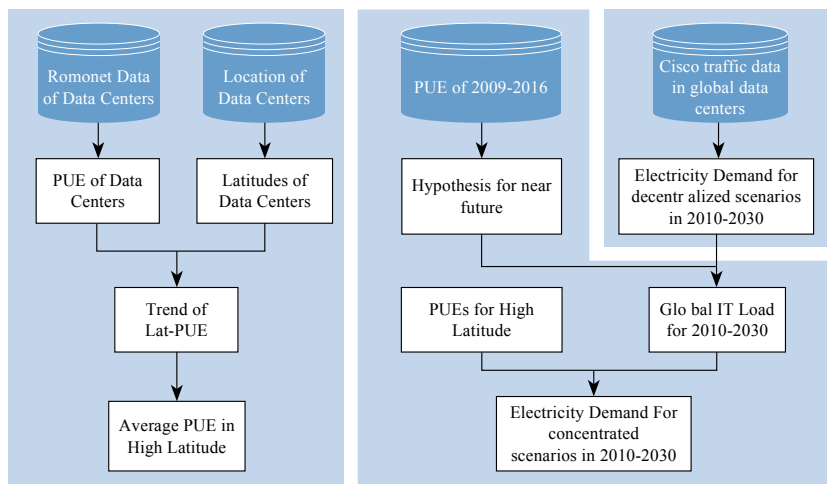 Romonet Data
of Data Centers
Location of
Data Centers
PUE of 2009-2016
Cisco traffic data
in global data
centers
PUE of Data
Centers
Latitudes of
Data Centers
Hypothesis for near
future
Electricity Demand for
decentr alized scenarios
in 2010-2030
Trend of
Lat-PUE
PUEs for High
Latitude
Glo bal IT Load
for 2010-2030
Average PUE in
High Latitude
Electricity Demand For
concentrated
scenarios in 2010-2030